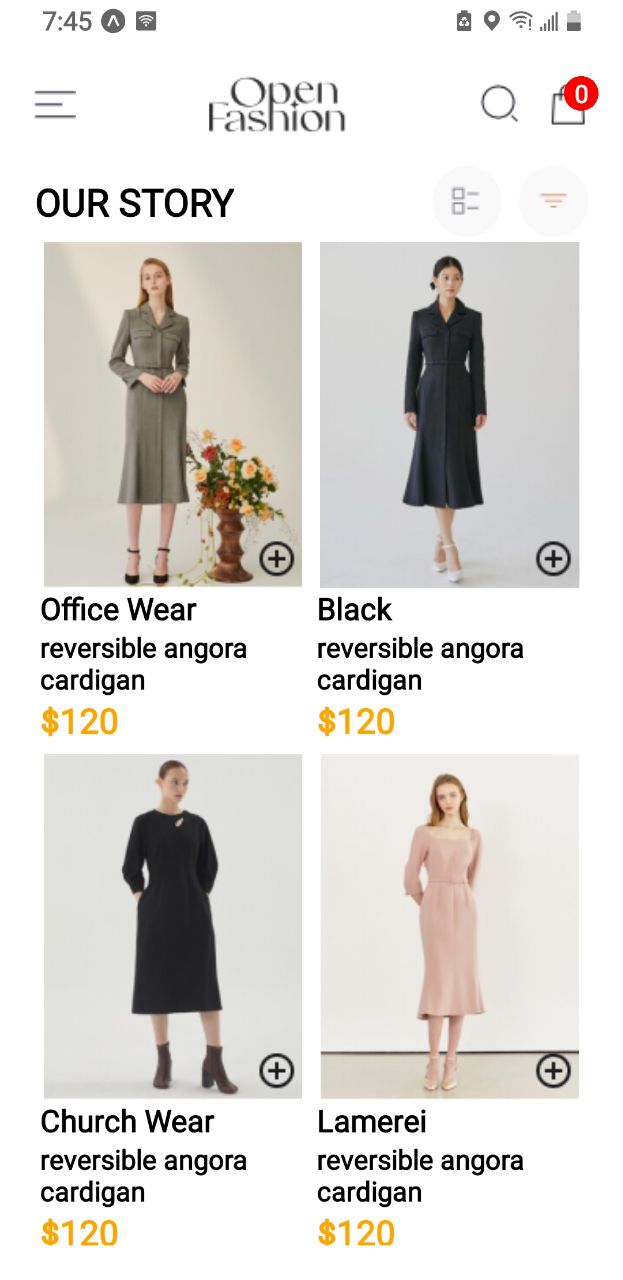 7:45
Open
Fashion
0
OUR STORY
Office Wear
reversible angora
cardigan
$120
Black
reversible angora
cardigan
$120
Church Wear
reversible angora
cardigan
$120
Lamerei
reversible angora
cardigan
$120